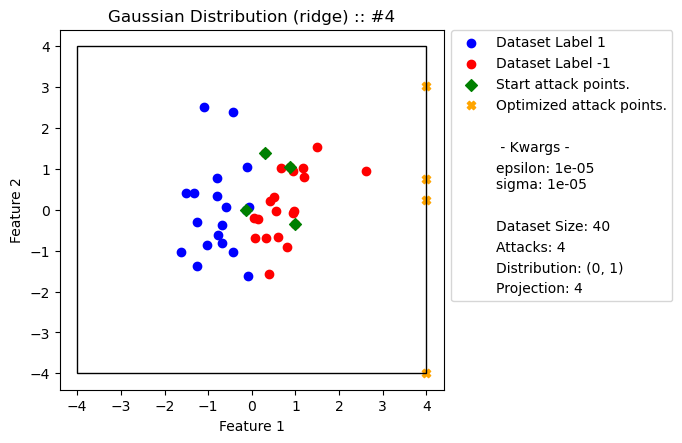 Gaussian Distribution (ridge) :: #4
Dataset Label 1
Dataset Label -1
Start attack points.
Optimized attack points.
- Kwargs -
epsilon: 1e-05
sigma: 1e-05
Dataset Size: 40
Attacks: 4
Distribution: (0, 1)
Projection: 4
Feature 2
4
3
2
1
0
−1
−2
−3
−4
−4 −3 −2 −1 0 1 2 3 4
Feature 1